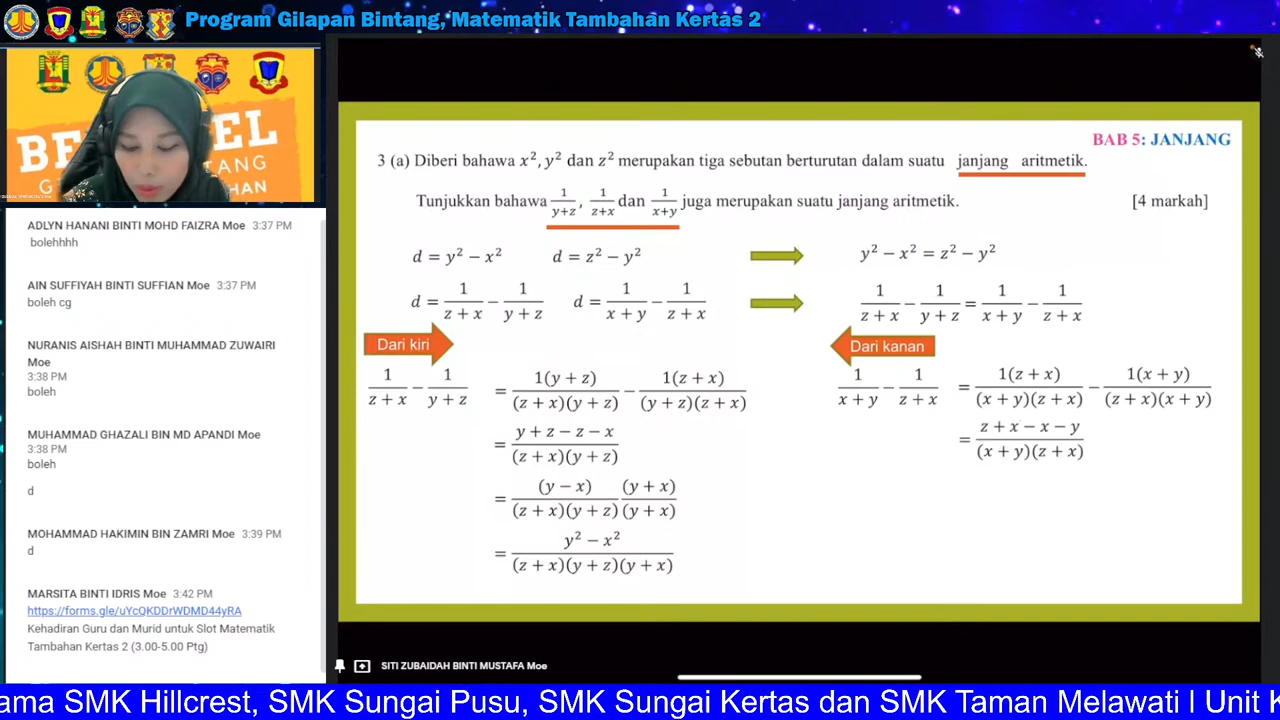 Program Gilapan Bintang, Matematik Tambahan Kertas 2
ADLYN HANANI BINTI MOHD FAIZRA Moe 3:37 PM
bolehhhh
AIN SUFFIYAH BINTI SUFFIAN Moe 3:37 PM
boleh cg
NURANIS AISHAH BINTI MUHAMMAD ZUWAIRI
Moe
3:38 PM
boleh
MUHAMMAD GHAZALI BIN MD APANDI Moe
3:38 PM
boleh
d
MOHAMMAD HAKIMIN BIN ZAMRI Moe 3:39 PM
d
MARSITA BINTI IDRIS Moe 3:42 PM
https://forms.gle/uYcQKDDrWDMD44yRA
Kehadiran Guru dan Murid untuk Slot Matematik
Tambahan Kertas 2 (3.00-5.00 Ptg)
BAB 5: JANJANG
3 (a) Diberi bahawa x², y² dan z² merupakan tiga sebutan berturutan dalam suatu janjang aritmetik.
Tunjukkan bahawa 1/(y+z), 1/(z+x) dan 1/(x+y) juga merupakan suatu janjang aritmetik. [4 markah]
d = y² − x² d = z² − y² y² − x² = z² − y²
d = 1/(z + x) − 1/(y + z) d = 1/(x + y) − 1/(z + x) 1/(z + x) − 1/(y + z) = 1/(x + y) − 1/(z + x)
Dari kiri
1/(z + x) − 1/(y + z) = 1(y + z)/(z + x)(y + z) − 1(z + x)/(y + z)(z + x)
= (y + z − z − x)/(z + x)(y + z)
= (y − x)/(z + x)(y + z) (y + x)/(y + x)
= (y² − x²)/(z + x)(y + z)(y + x)
Dari kanan
1/(x + y) − 1/(z + x) = 1(z + x)/(x + y)(z + x) − 1(x + y)/(z + x)(x + y)
= (z + x − x − y)/(x + y)(z + x)
SITI ZUBAIDAH BINTI MUSTAFA Moe
ama SMK Hillcrest, SMK Sungai Pusu, SMK Sungai Kertas dan SMK Taman Melawati l Unit K